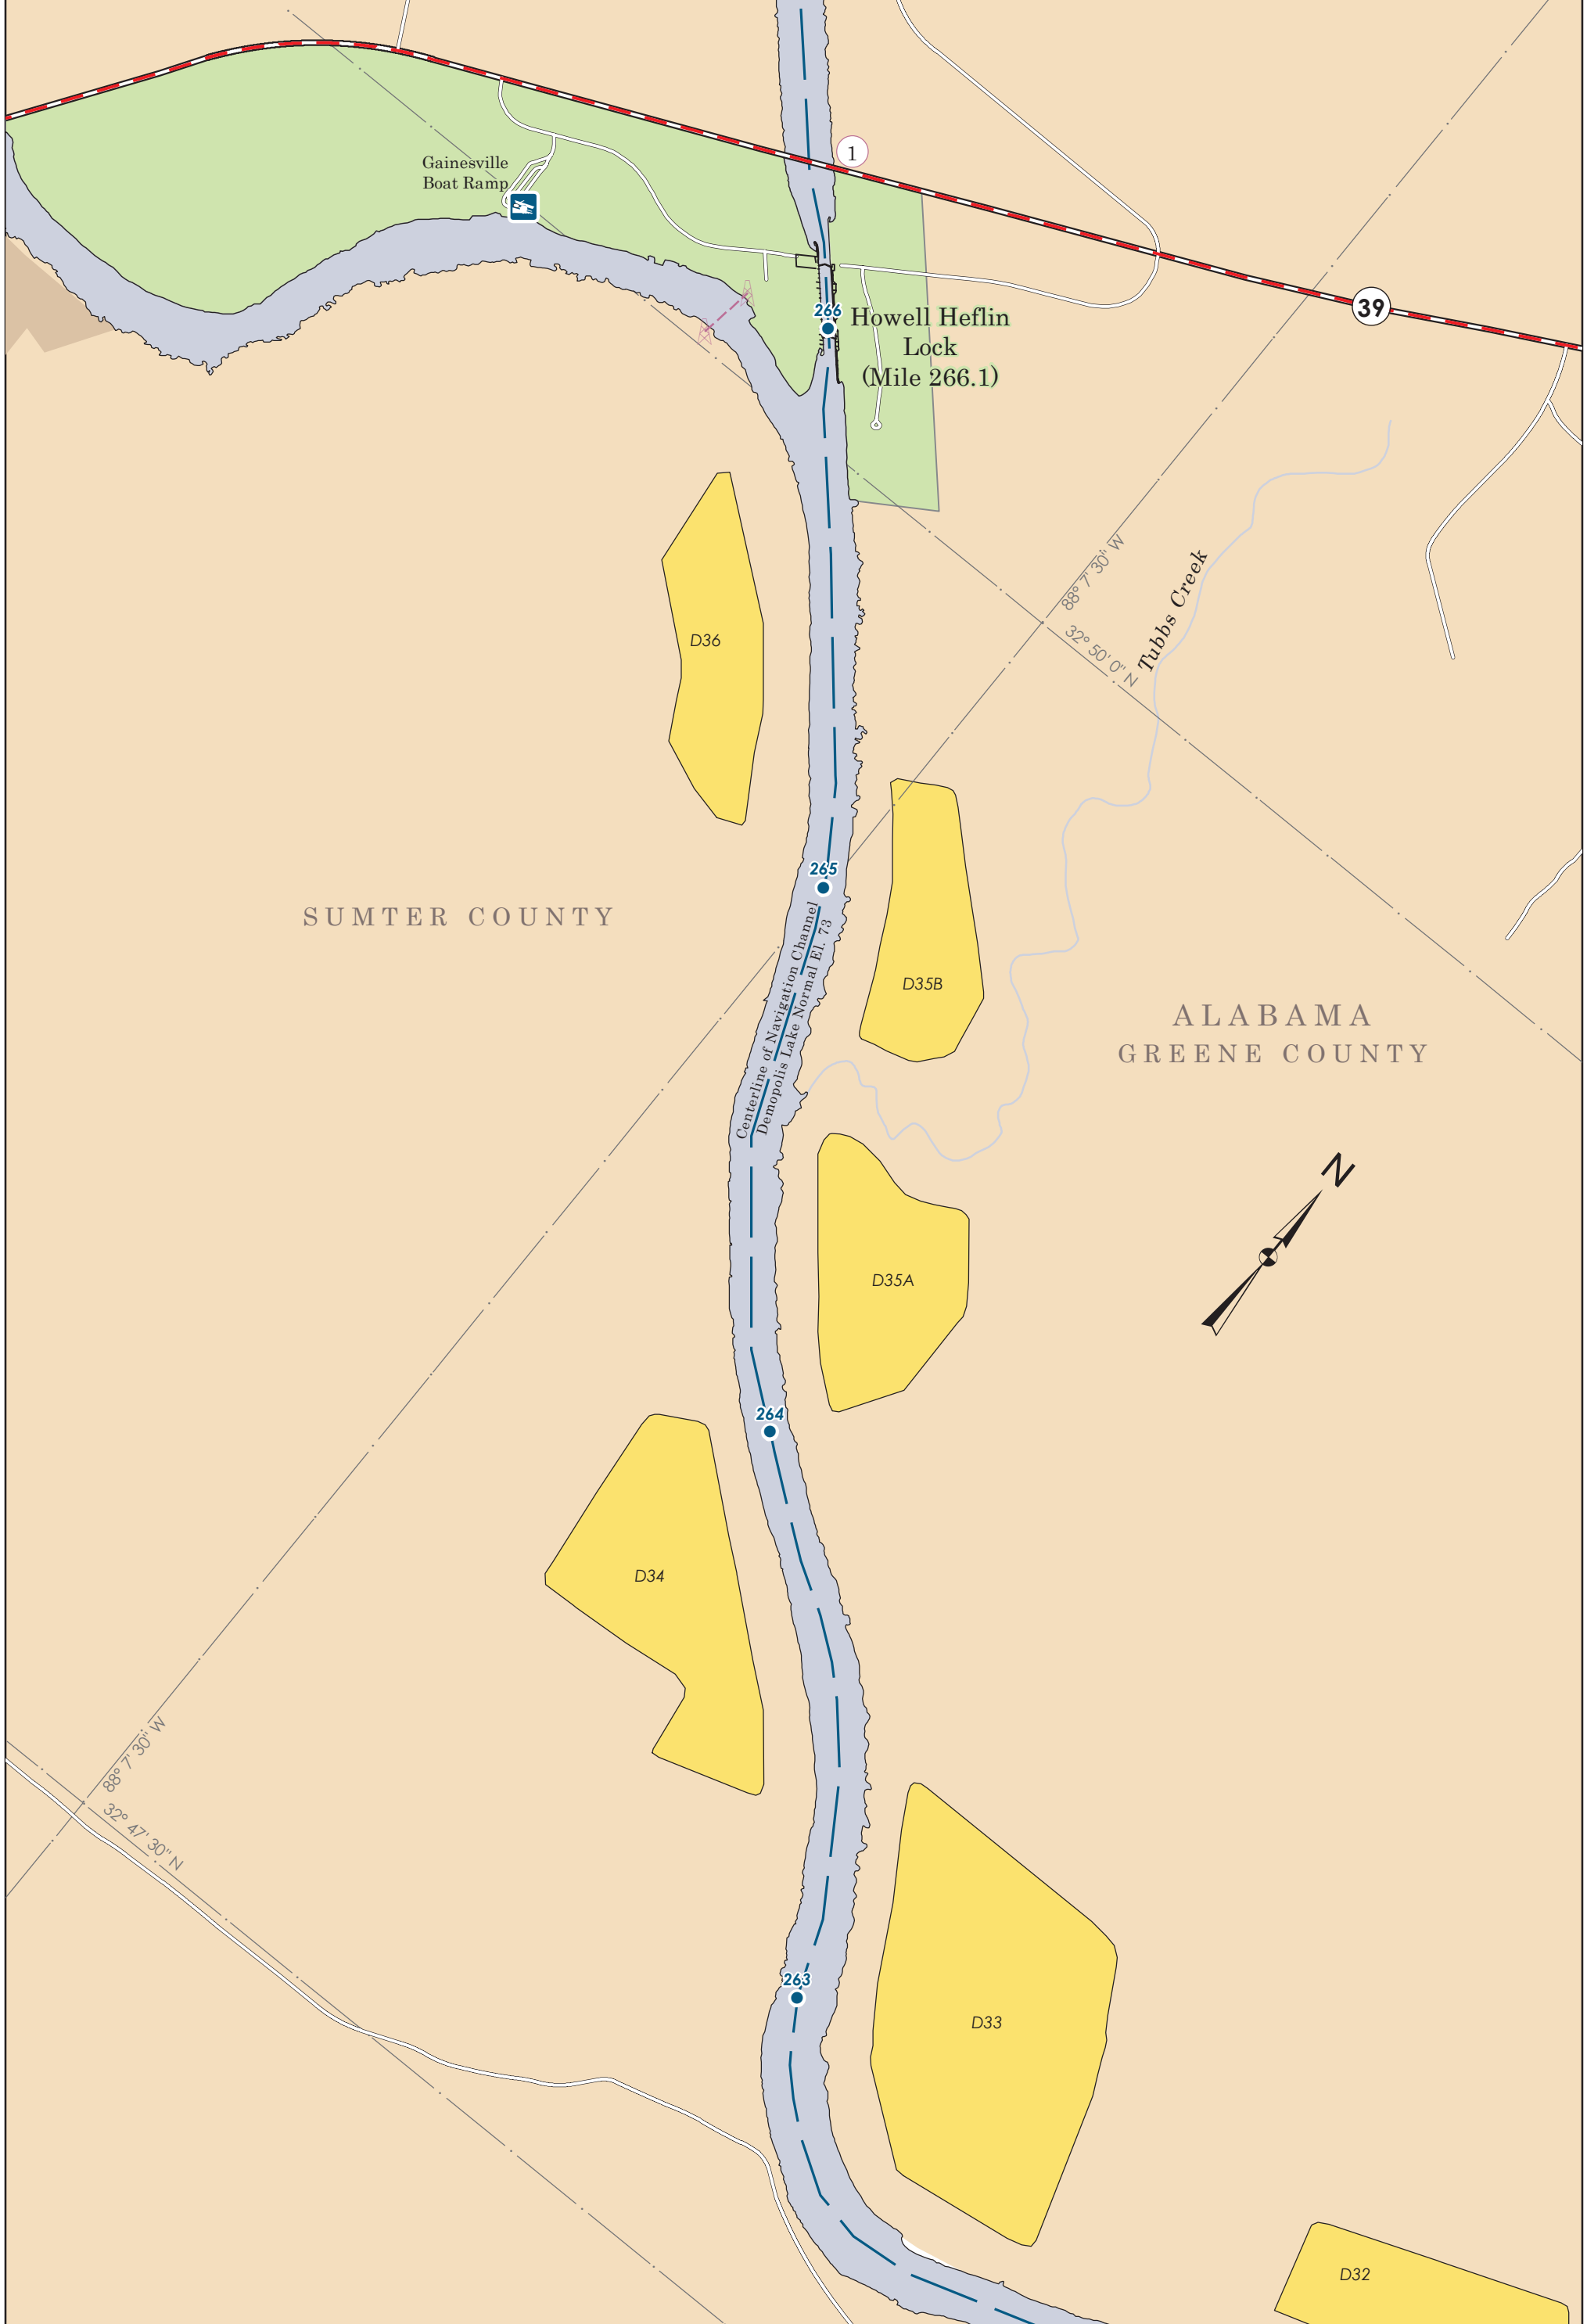 1
Gainesville
Boat Ramp
39
266
Howell Heflin
Lock
(Mile 266.1)
88° 7' 30" W
Tubbs Creek
32° 50' 0" N
D36
265
SUMTER COUNTY
Centerline of Navigation Channel
Demopolis Lake Normal El. 73
D35B
ALABAMA
GREENE COUNTY
N
D35A
264
D34
88° 7' 30" W
32° 47' 30" N
263
D33
D32